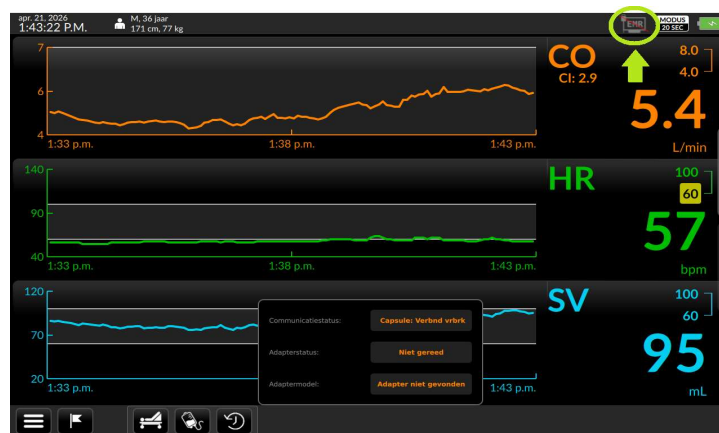 apr. 21, 2026
1:43:22 P.M.
M, 36 jaar
171 cm, 77 kg
EMR
MODUS
20 SEC
7
6
4
1:33 p.m.
1:38 p.m.
1:43 p.m.
CO
CI: 2.9
8.0
4.0
5.4
L/min
140
90
40
1:33 p.m.
1:38 p.m.
1:43 p.m.
HR
100
60
57
bpm
120
70
20
1:33 p.m.
1:43 p.m.
SV
100
60
95
mL
Communicatiestatus: Capsule: Verbnd vrbrk
Adapterstatus: Niet gereed
Adaptermodel: Adapter niet gevonden